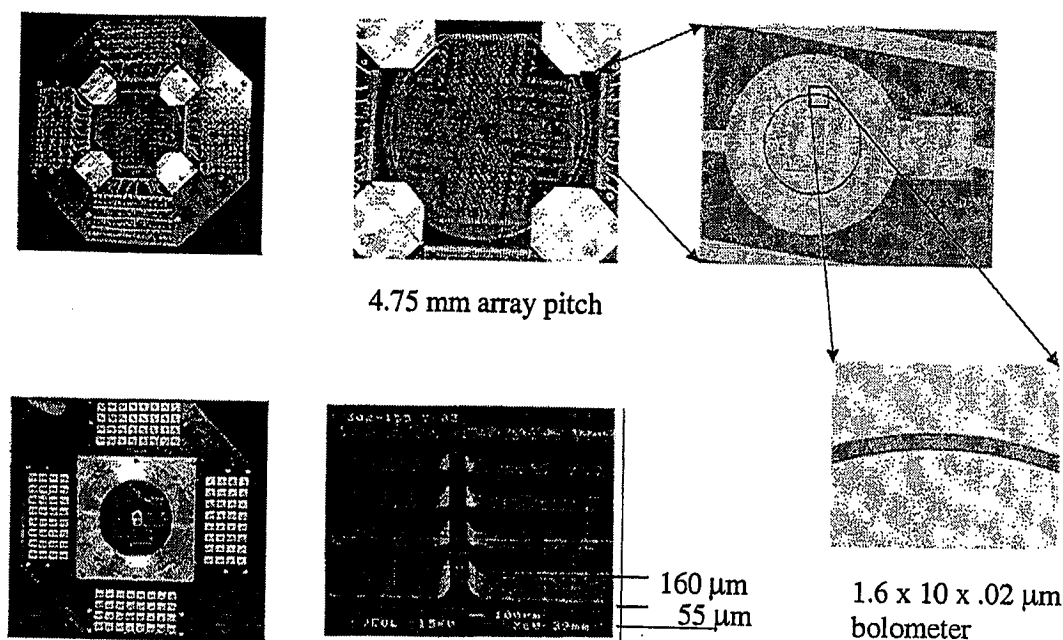 4.75 mm array pitch
160 μm
55 μm
1.6 x 10 x .02 μm
bolometer